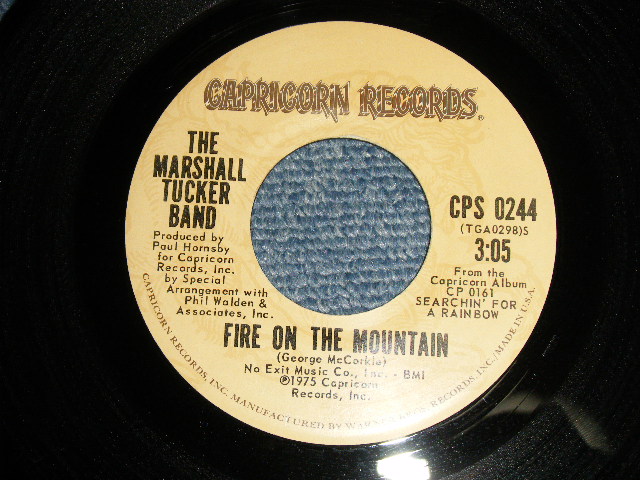 CAPRICORN RECORDS®
THE
MARSHALL
TUCKER
BAND
Produced by
Paul Hornsby
for Capricorn
Records, Inc.
by Special
Arrangement with
Phil Walden &
Associates, Inc.
CPS 0244
(TGA0298)S
3:05
From the
Capricorn Album
CP 0161
SEARCHIN' FOR
A RAINBOW
FIRE ON THE MOUNTAIN
(George McCorkle)
No Exit Music Co., Inc. - BMI
℗1975 Capricorn
Records, Inc.
CAPRICORN RECORDS, INC. MANUFACTURED BY WARNER BROS. RECORDS, INC. MADE IN U.S.A.